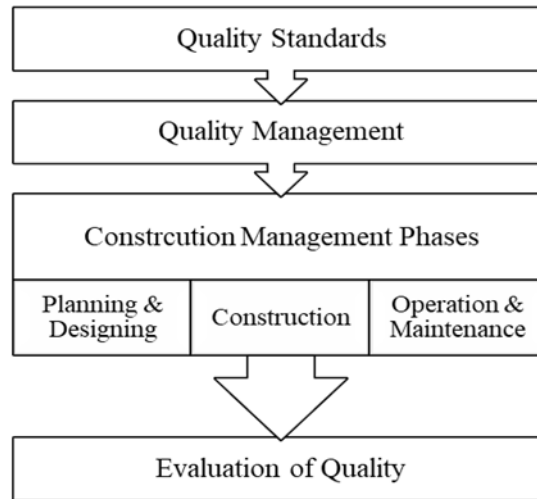 Quality Standards
Quality Management
Constrcution Management Phases
Planning &
Designing
Construction
Operation &
Maintenance
Evaluation of Quality